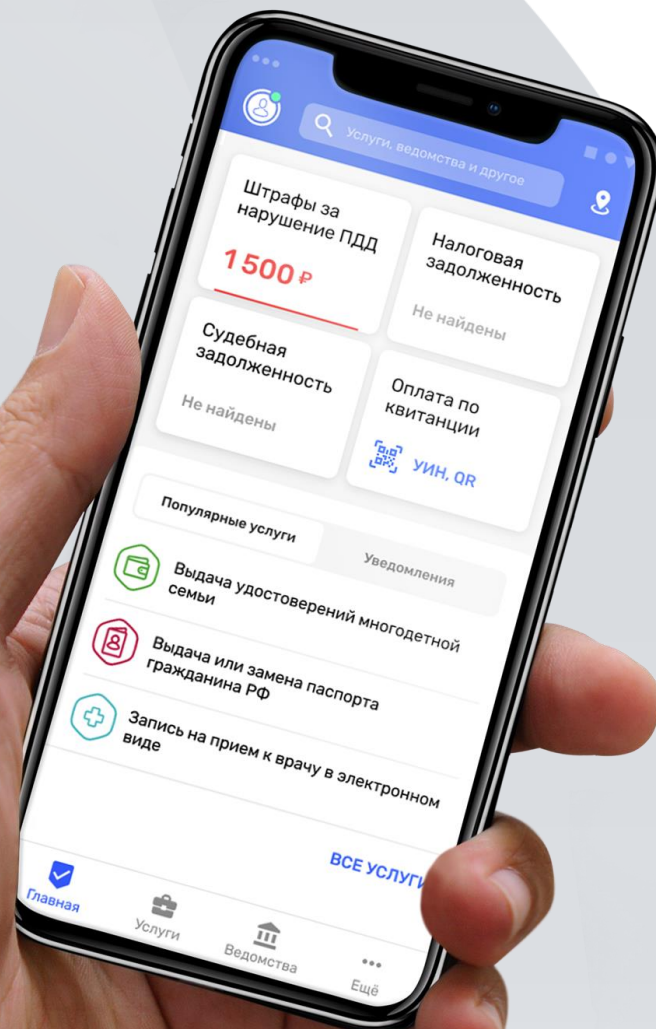 Услуги, ведомства и другое
Штрафы за
нарушение ПДД
1 500 ₽
Налоговая
задолженность
Не найдены
Судебная
задолженность
Не найдены
Оплата по
квитанции
УИН, QR
Популярные услуги
Уведомления
Выдача удостоверений многодетной
семьи
Выдача или замена паспорта
гражданина РФ
Запись на прием к врачу в электронном
виде
ВСЕ УСЛУГИ
Главная
Услуги
Ведомства
Ещё